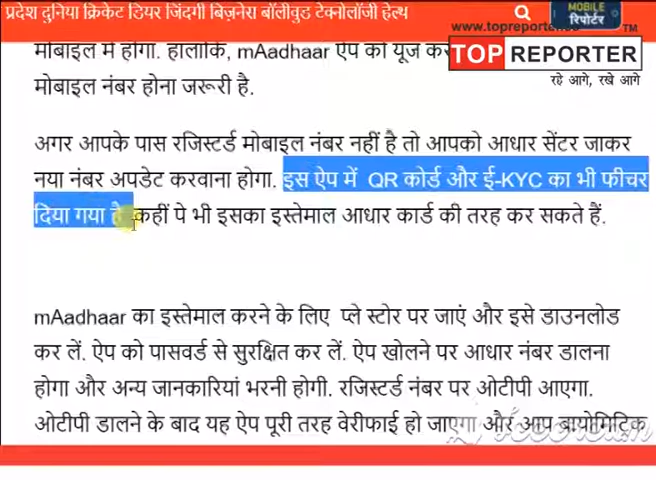 प्रदेश दुनिया क्रिकेट डियर जिंदगी बिज़नेस बॉलीवुड टेक्नोलॉजी हेल्थ
MOBILE
रिपोर्टर
www.topreporter
TM
TOP REPORTER
रहे आगे, रखे आगे
मोबाइल में होगा. हालांकि, mAadhaar ऐप को यूज कर
मोबाइल नंबर होना जरूरी है.
अगर आपके पास रजिस्टर्ड मोबाइल नंबर नहीं है तो आपको आधार सेंटर जाकर
नया नंबर अपडेट करवाना होगा. इस ऐप में QR कोर्ड और ई-KYC का भी फीचर
दिया गया है कहीं पे भी इसका इस्तेमाल आधार कार्ड की तरह कर सकते हैं.
mAadhaar का इस्तेमाल करने के लिए प्ले स्टोर पर जाएं और इसे डाउनलोड
कर लें. ऐप को पासवर्ड से सुरक्षित कर लें. ऐप खोलने पर आधार नंबर डालना
होगा और अन्य जानकारियां भरनी होगी. रजिस्टर्ड नंबर पर ओटीपी आएगा.
ओटीपी डालने के बाद यह ऐप पूरी तरह वेरीफाई हो जाएगा और आप बायोमिटिक